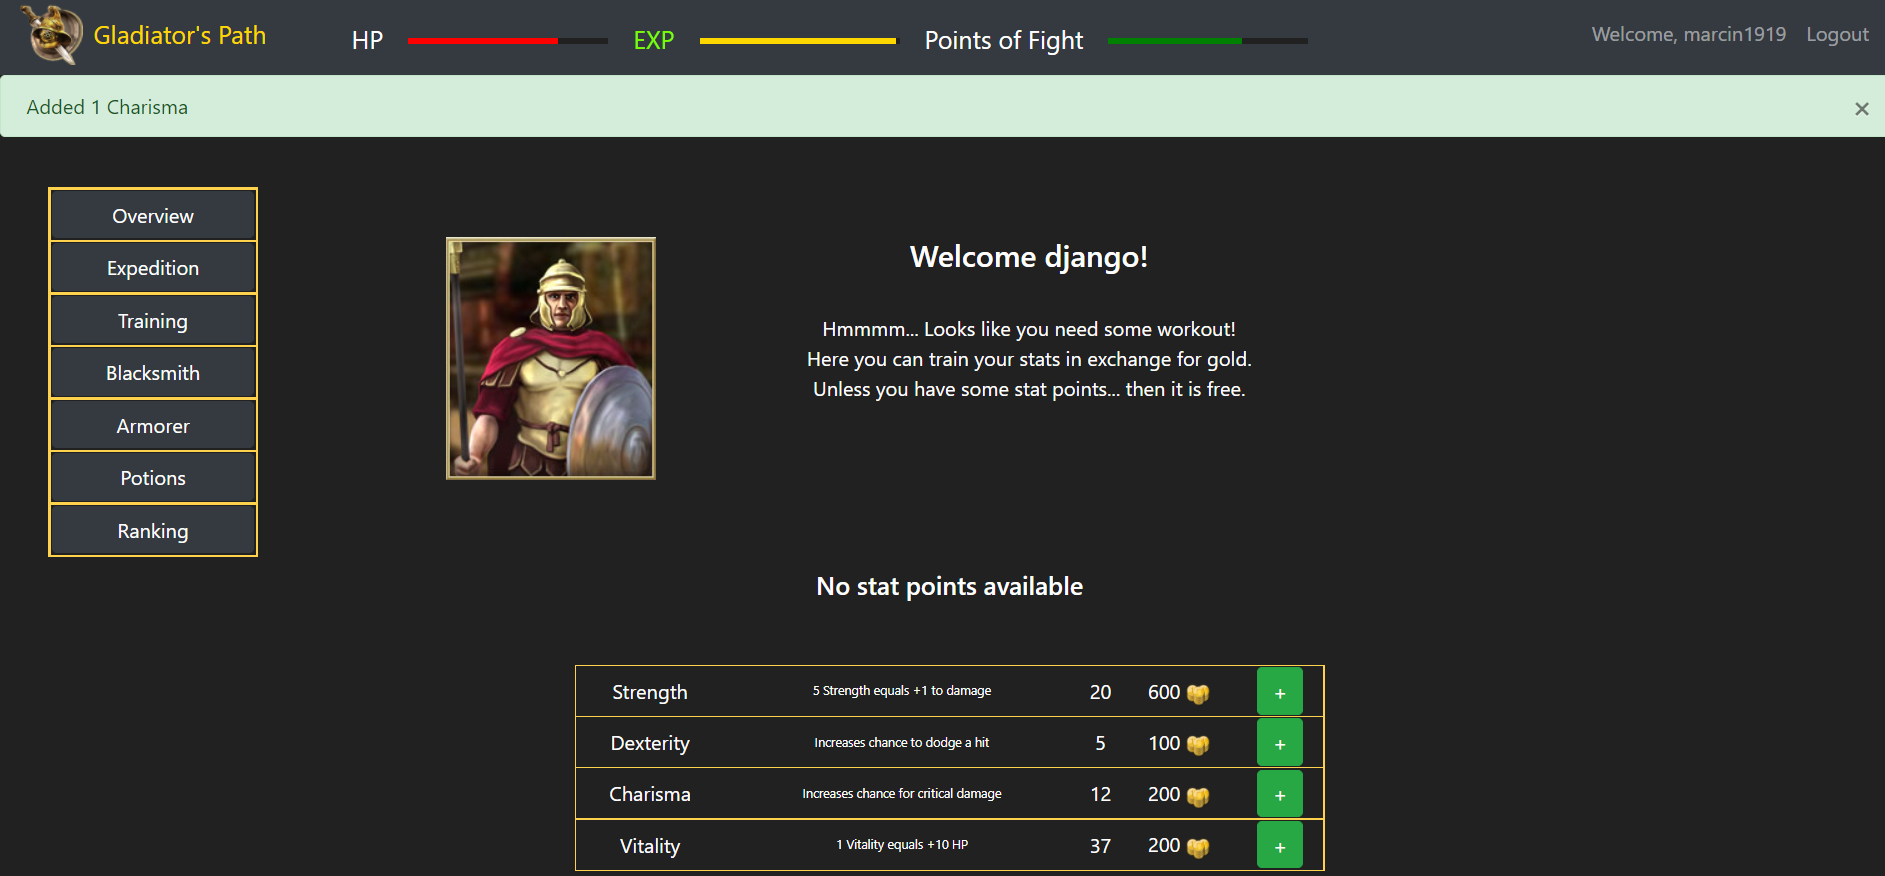 Gladiator's Path HP EXP Points of Fight Welcome, marcin1919 Logout
Added 1 Charisma ×
Overview
Expedition
Training
Blacksmith
Armorer
Potions
Ranking
Welcome django!
Hmmmm... Looks like you need some workout!
Here you can train your stats in exchange for gold.
Unless you have some stat points... then it is free.
No stat points available
Strength 5 Strength equals +1 to damage 20 600 +
Dexterity Increases chance to dodge a hit 5 100 +
Charisma Increases chance for critical damage 12 200 +
Vitality 1 Vitality equals +10 HP 37 200 +